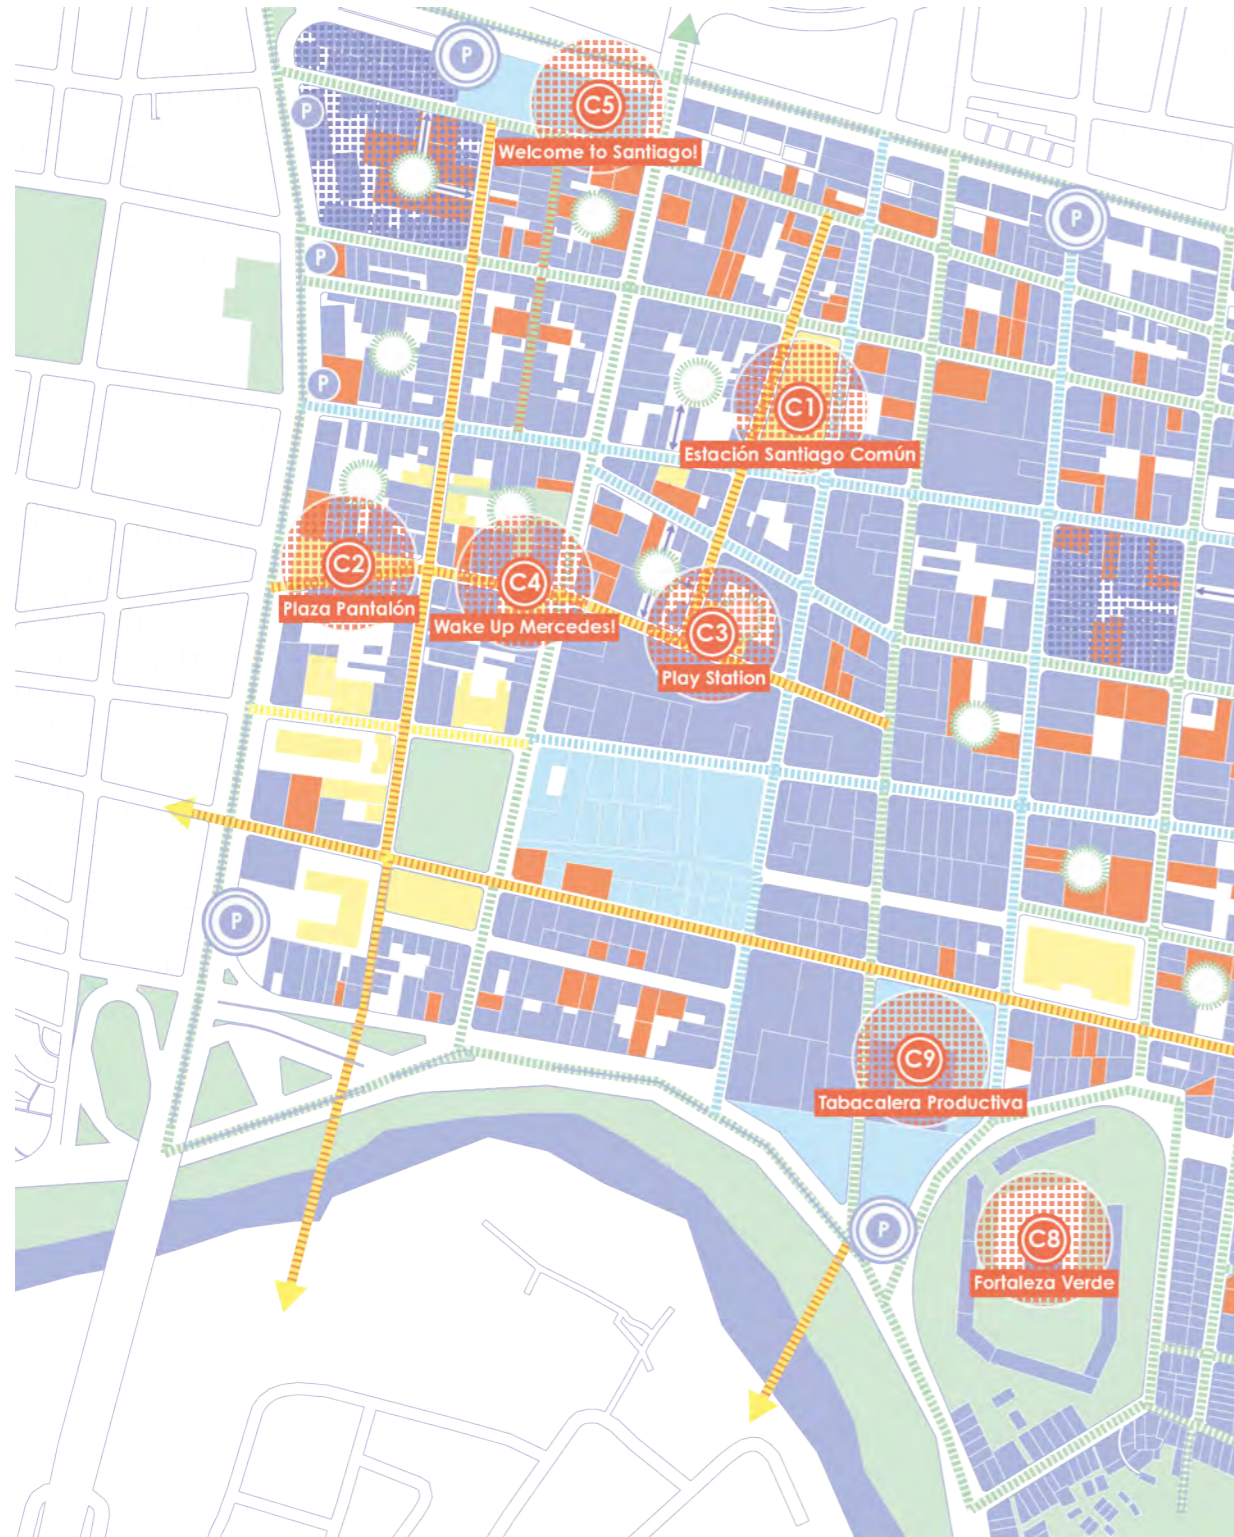 P
C5
P
Welcome to Santiago!
P
P
P
C1
Estación Santiago Común
C2
C4
Plaza Pantalón
Wake Up Mercedes!
C3
Play Station
P
C9
Tabacalera Productiva
P
C8
Fortaleza Verde